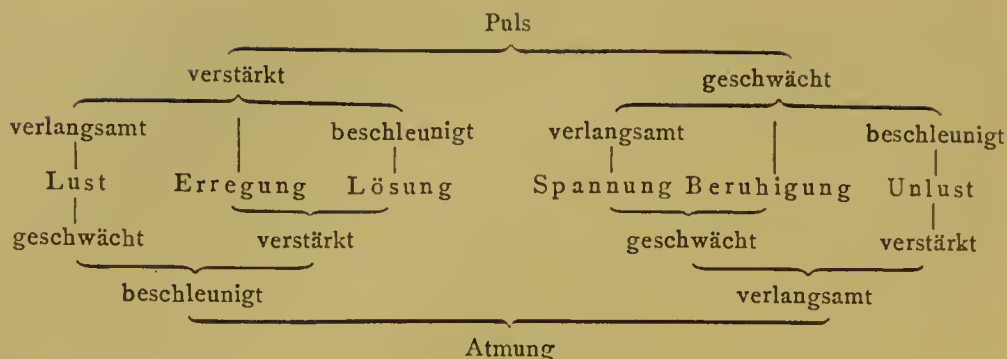 Puls
verstärkt geschwächt
verlangsamt beschleunigt verlangsamt beschleunigt
Lust Erregung Lösung Spannung Beruhigung Unlust
geschwächt verstärkt geschwächt verstärkt
beschleunigt verlangsamt
Atmung